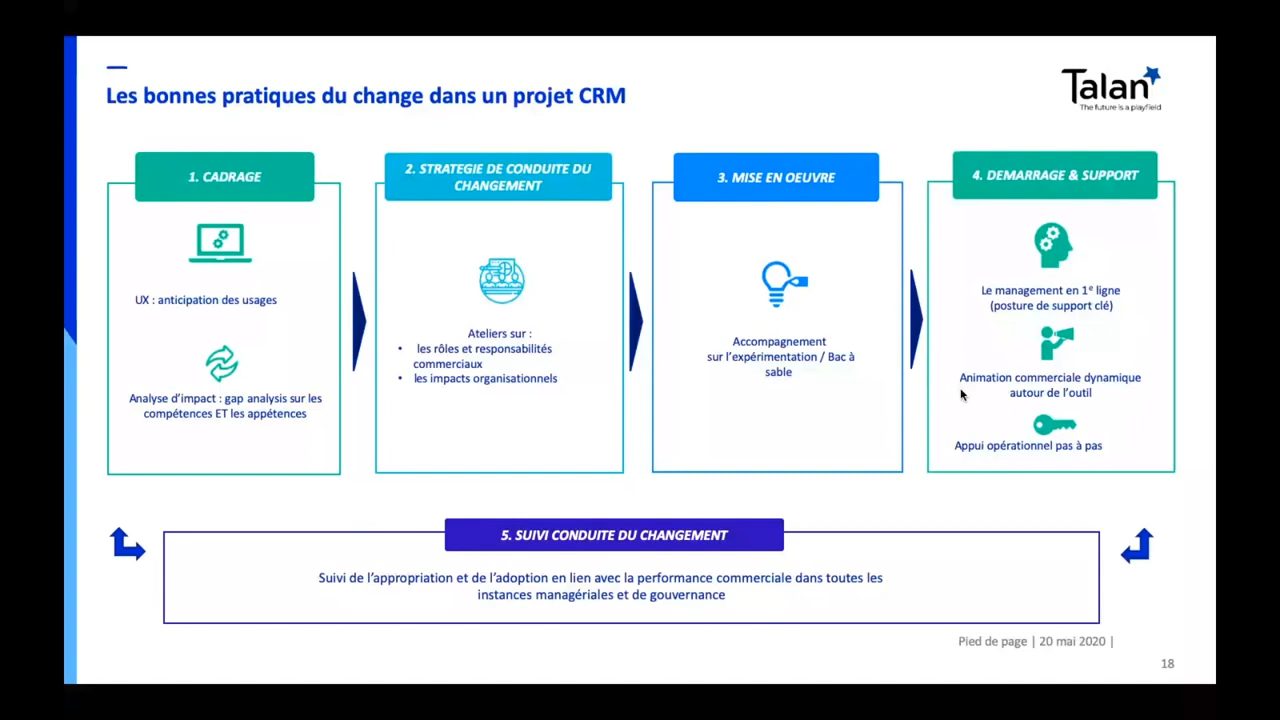 Les bonnes pratiques du change dans un projet CRM
Talan
The future is a playfield
1. CADRAGE
UX : anticipation des usages
Analyse d’impact : gap analysis sur les
compétences ET les appétences
2. STRATEGIE DE CONDUITE DU
CHANGEMENT
Ateliers sur :
• les rôles et responsabilités
commerciaux
• les impacts organisationnels
3. MISE EN OEUVRE
Accompagnement
sur l’expérimentation / Bac à
sable
4. DEMARRAGE & SUPPORT
Le management en 1e ligne
(posture de support clé)
Animation commerciale dynamique
autour de l’outil
Appui opérationnel pas à pas
5. SUIVI CONDUITE DU CHANGEMENT
Suivi de l’appropriation et de l’adoption en lien avec la performance commerciale dans toutes les
instances managériales et de gouvernance
Pied de page | 20 mai 2020 |
18